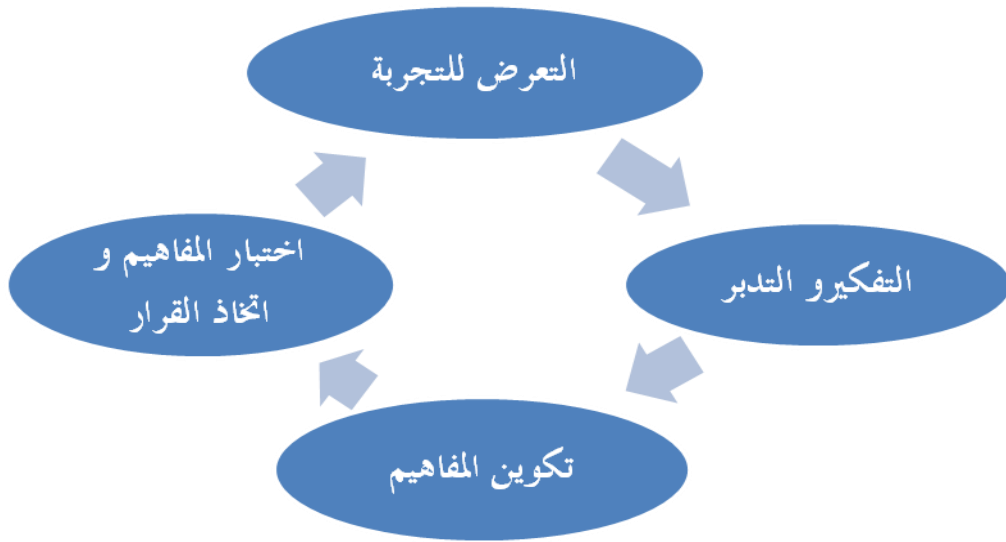 التعرض للتجربة
التفكيرو التدبر
تكوين المفاهيم
اختبار المفاهيم و
اتخاذ القرار